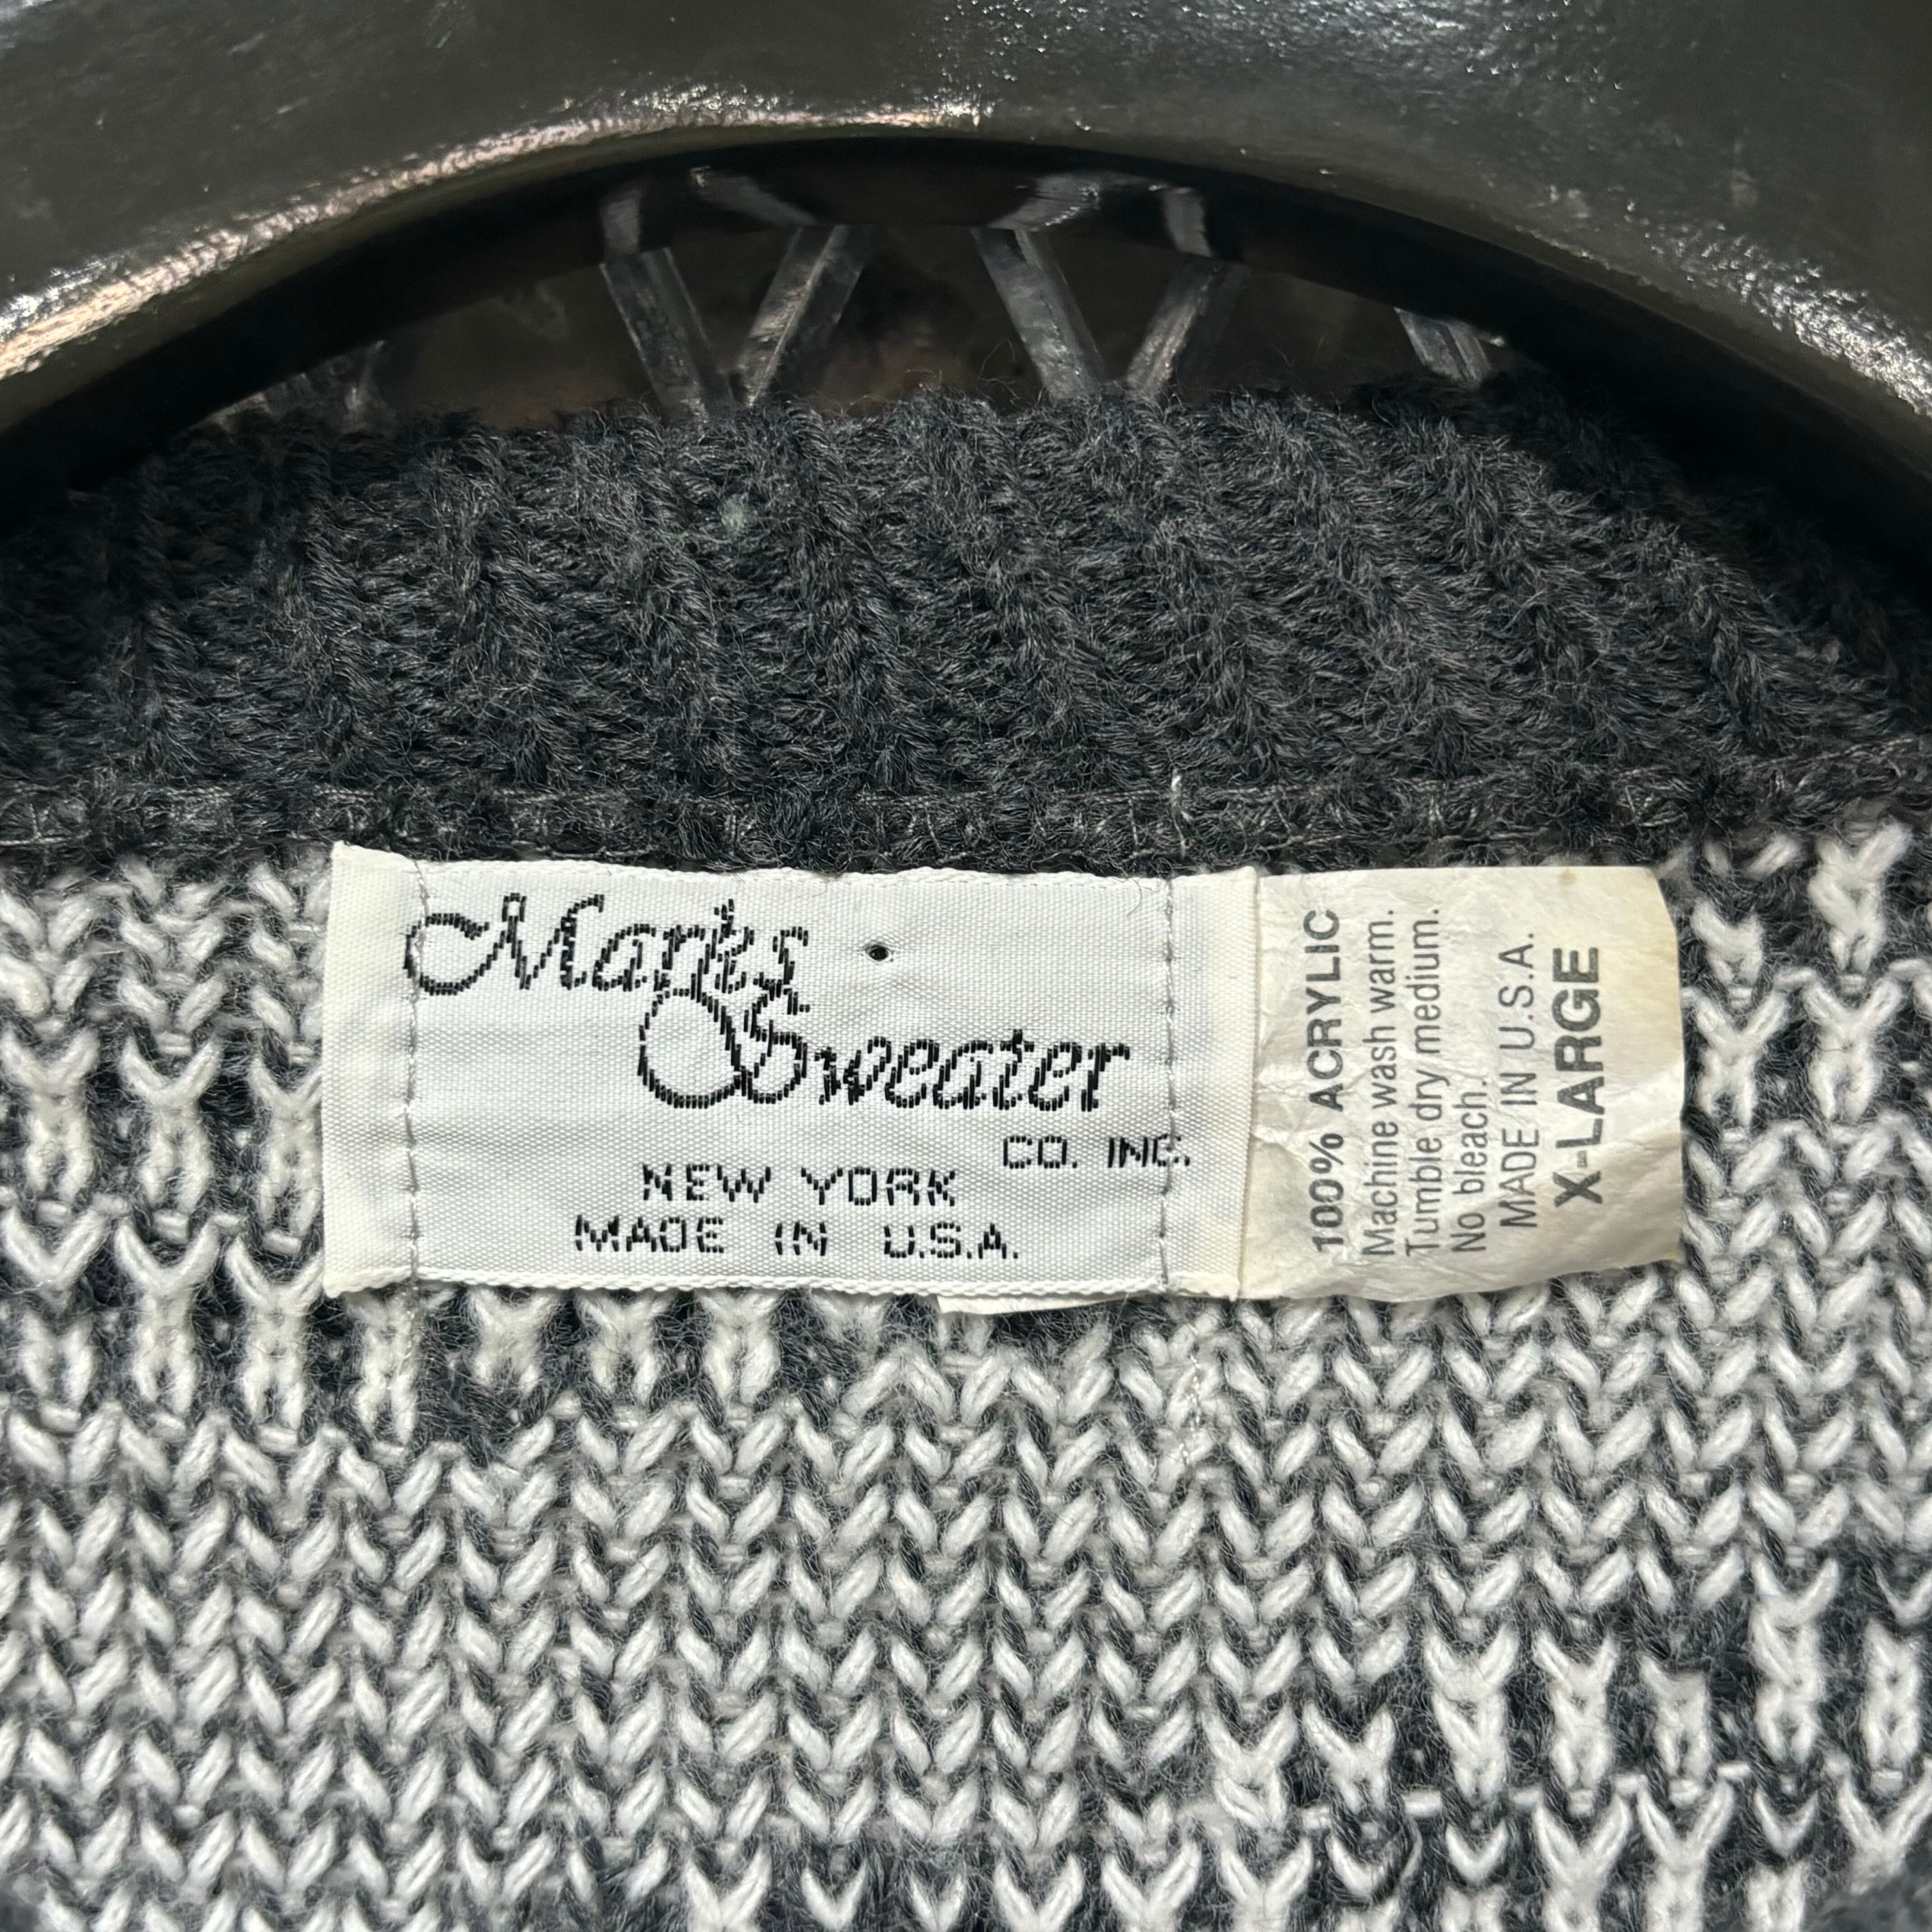 Marks
Sweater
CO. INC.
NEW YORK
MADE IN U.S.A.
100% ACRYLIC
Machine wash warm.
Tumble dry medium.
No bleach.
MADE IN U.S.A.
X-LARGE